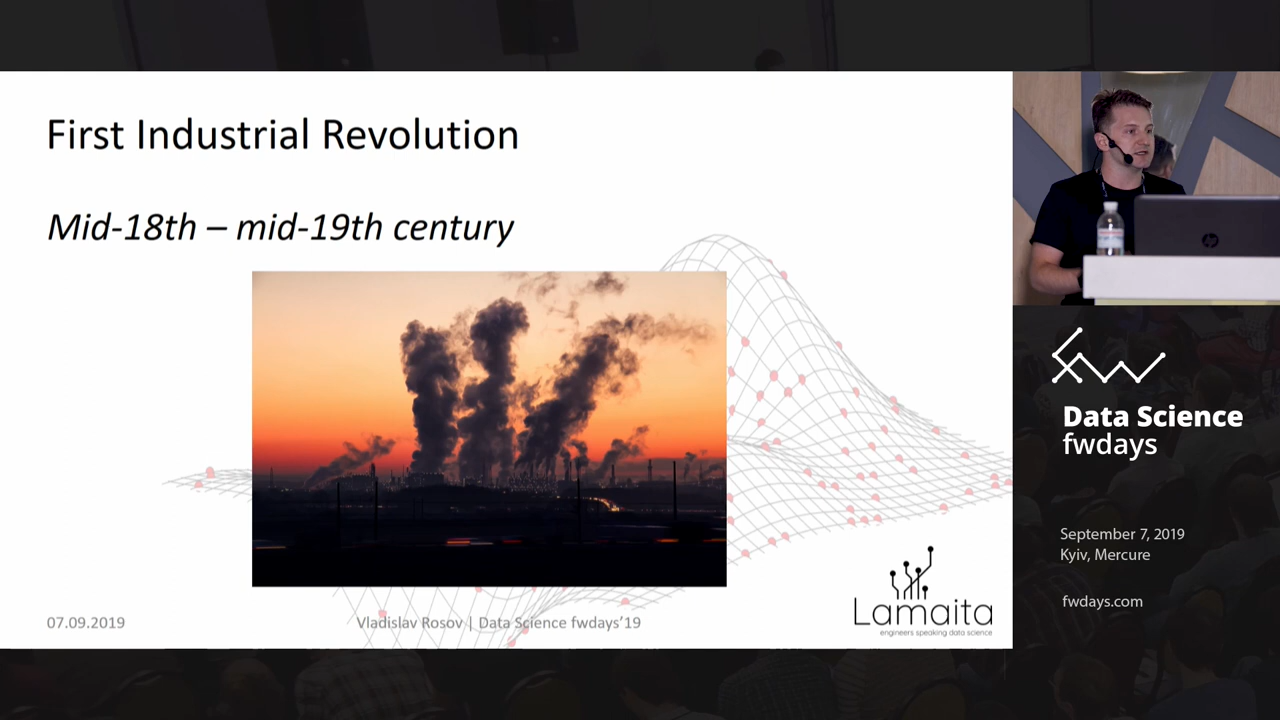 First Industrial Revolution
Mid-18th – mid-19th century
07.09.2019
Vladislav Rosov | Data Science fwdays’19
Lamaita
engineers speaking data science
hp
Data Science
fwdays
September 7, 2019
Kyiv, Mercure
fwdays.com